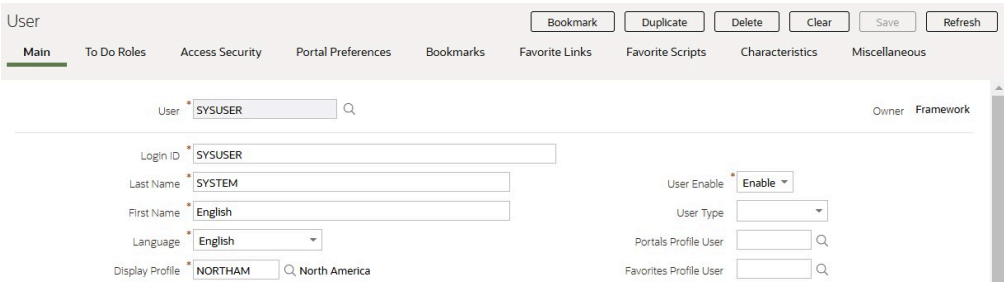 User Bookmark Duplicate Delete Clear Save Refresh
Main To Do Roles Access Security Portal Preferences Bookmarks Favorite Links Favorite Scripts Characteristics Miscellaneous
User * SYSUSER Owner Framework
Login ID * SYSUSER
Last Name * SYSTEM User Enable * Enable
First Name * English User Type
Language * English Portals Profile User
Display Profile * NORTHAM North America Favorites Profile User